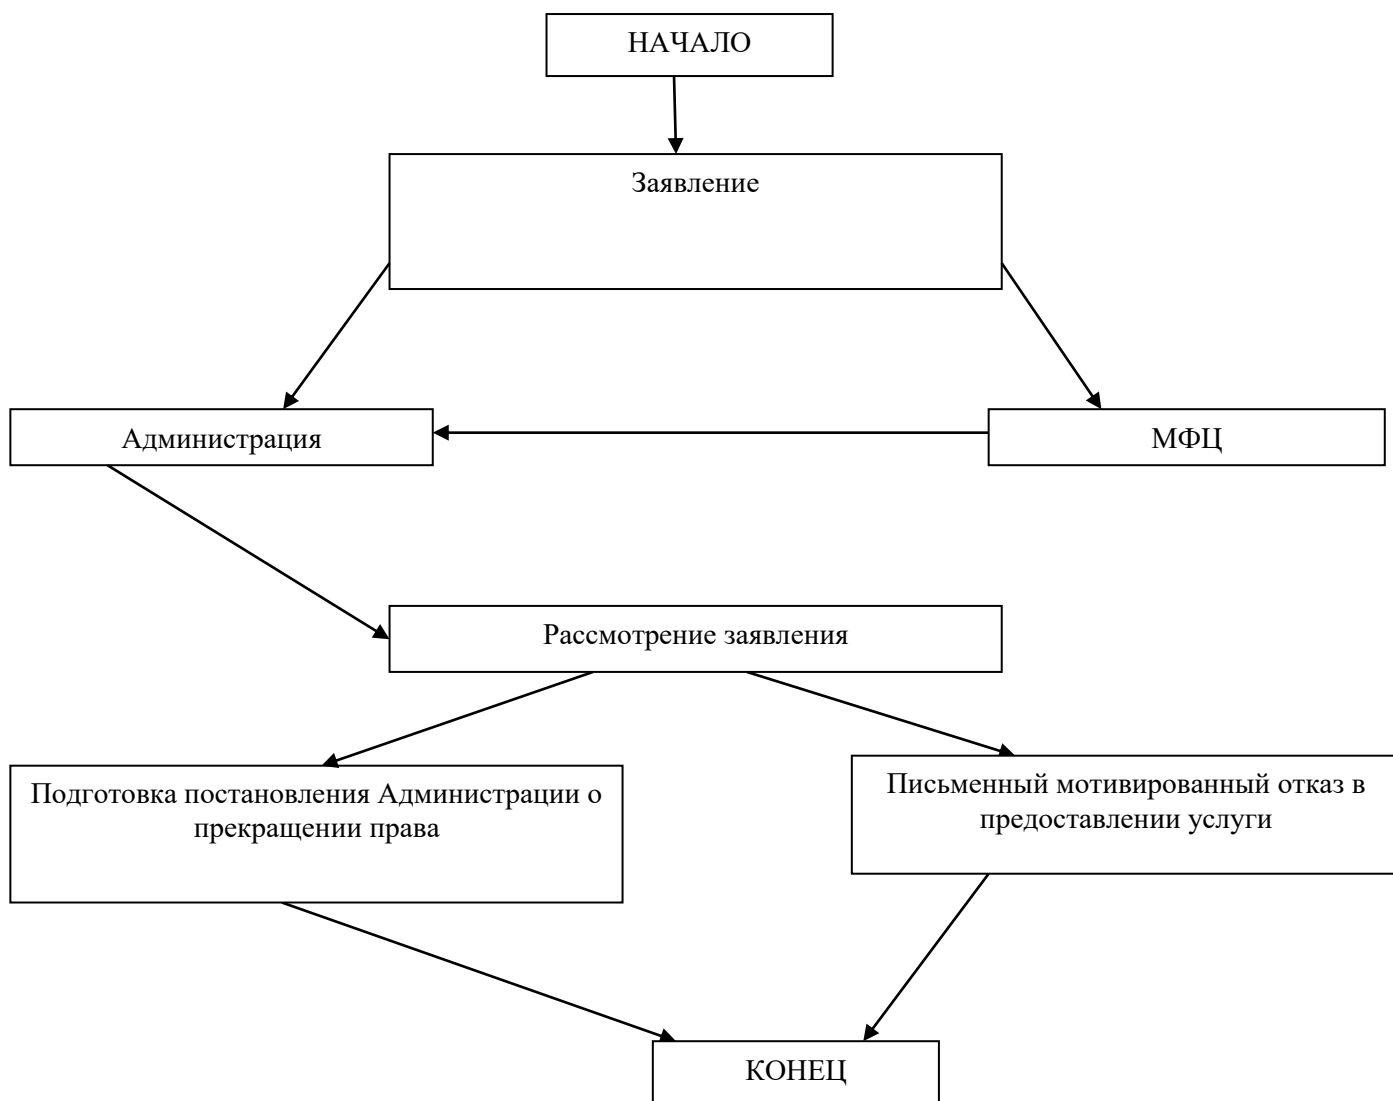 НАЧАЛО
Заявление
Администрация
МФЦ
Рассмотрение заявления
Подготовка постановления Администрации о
прекращении права
Письменный мотивированный отказ в
предоставлении услуги
КОНЕЦ